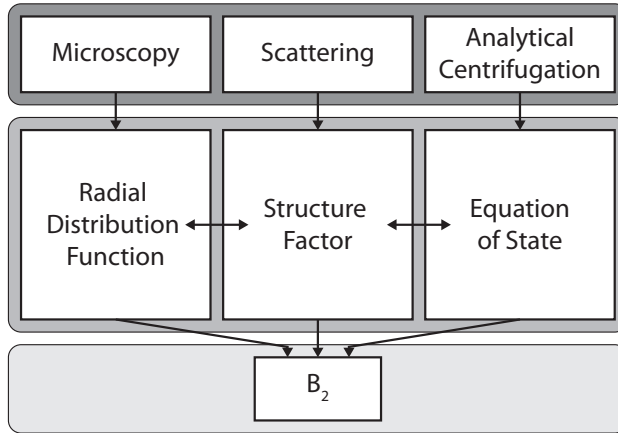 Microscopy
Scattering
Analytical
Centrifugation
Radial
Distribution
Function
Structure
Factor
Equation
of State
B₂